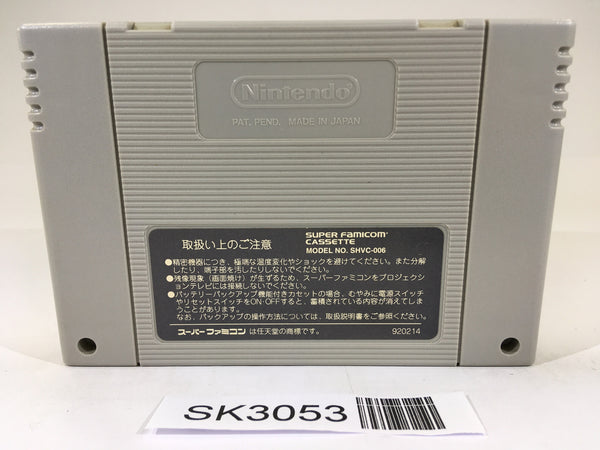 Nintendo
PAT. PEND. MADE IN JAPAN
取扱い上のご注意
SUPER FAMICOM
CASSETTE
MODEL NO. SHVC-006
●精密機器につき、極端な温度変化やショックを避けてください。また分解
したり、端子部を汚したりしないでください。
●残像現象(画面焼け)が生ずるため、スーパーファミコンをプロジェクシ
ョンテレビには接続しないでください。
●バッテリーバックアップ機能付きカセットの場合、むやみに電源スイッチ
やリセットスイッチをON・OFFすると、蓄積されている内容が消えてしま
うことがあります。
なお、バックアップの操作方法については、取扱説明書をご参照ください。
スーパーファミコンは任天堂の商標です。 920214
SK3053